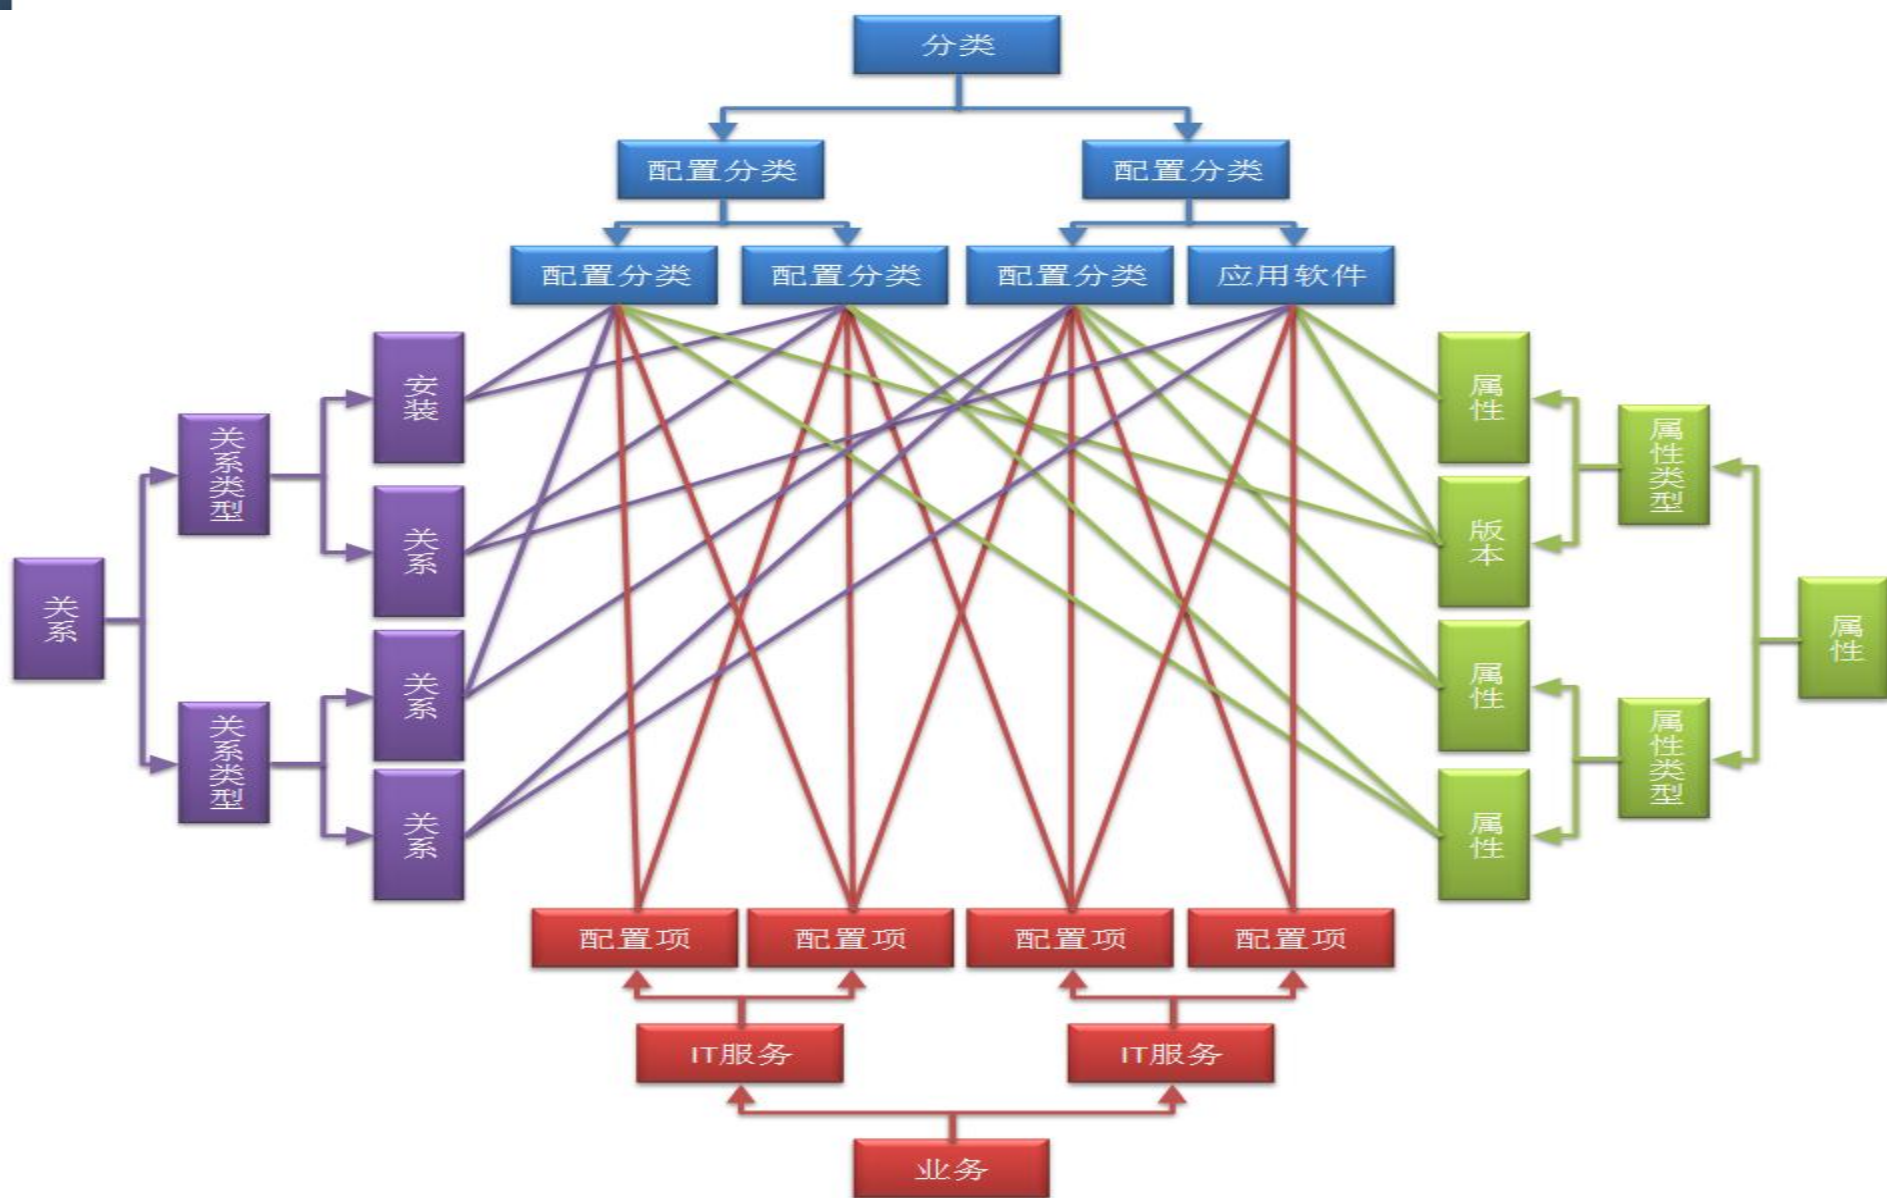 分类
配置分类
配置分类
配置分类
配置分类
配置分类
应用软件
关系
关系类型
关系类型
安装
关系
关系
关系
属性
版本
属性
属性
属性类型
属性类型
属性
配置项
配置项
配置项
配置项
IT服务
IT服务
业务